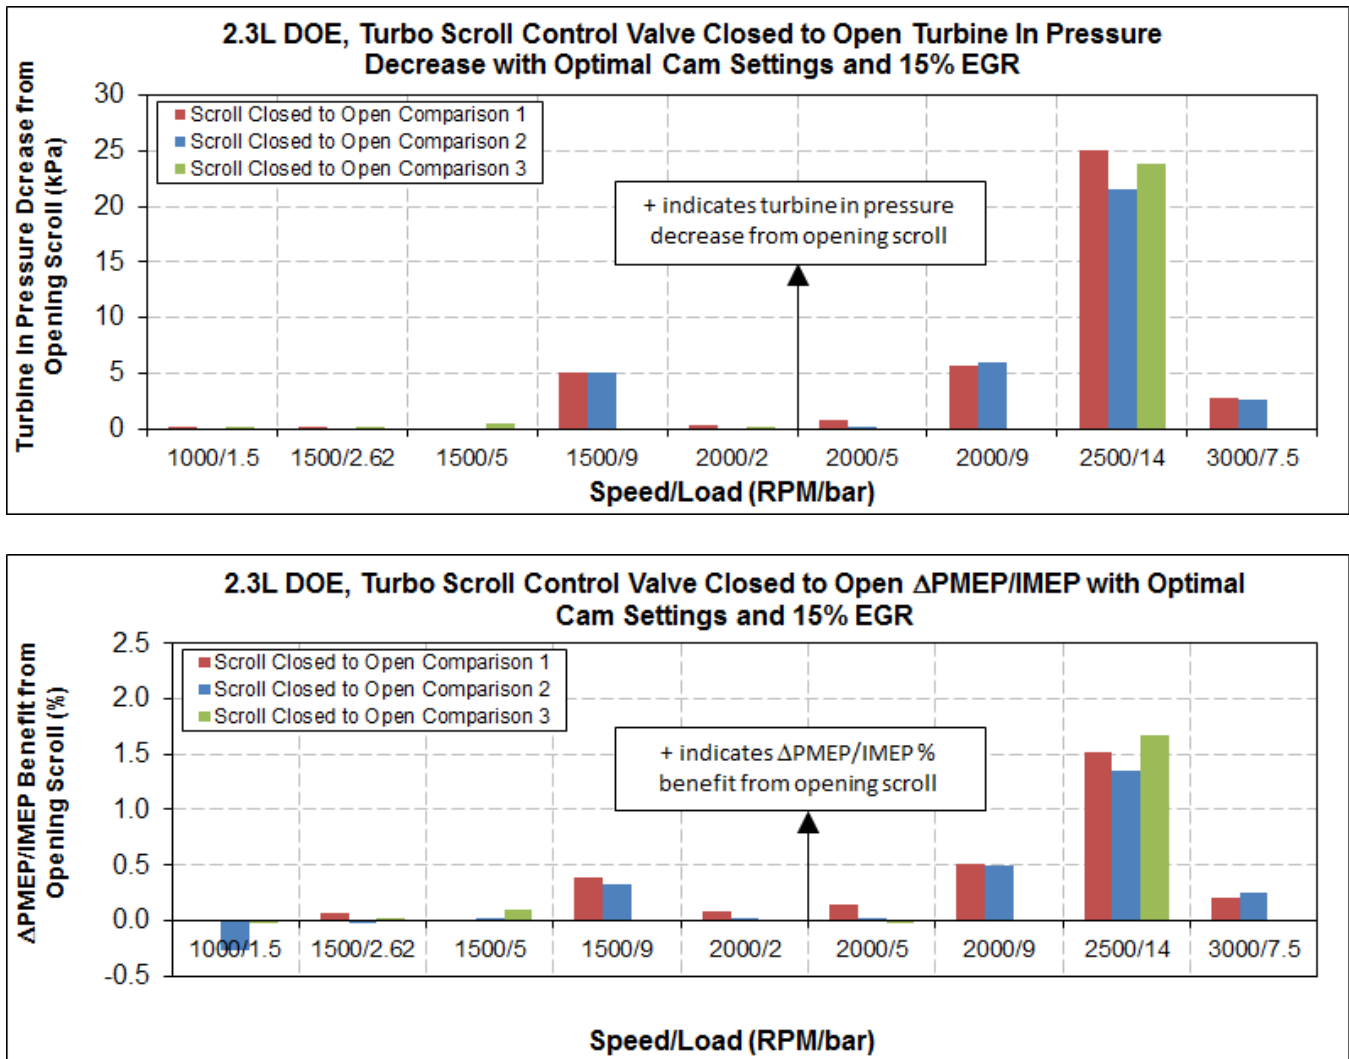 2.3L DOE, Turbo Scroll Control Valve Closed to Open Turbine In Pressure
Decrease with Optimal Cam Settings and 15% EGR
Turbine In Pressure Dcrease from
Opening Scroll (kPa)
30
25
20
15
10
5
0
Scroll Closed to Open Comparison 1
Scroll Closed to Open Comparison 2
Scroll Closed to Open Comparison 3
+ indicates turbine in pressure
decrease from opening scroll
1000/1.5 1500/2.62 1500/5 1500/9 2000/2 2000/5 2000/9 2500/14 3000/7.5
Speed/Load (RPM/bar)
2.3L DOE, Turbo Scroll Control Valve Closed to Open ΔPMEP/IMEP with Optimal
Cam Settings and 15% EGR
ΔPMEP/IMEP Benefit from
Opening Scroll (%)
2.5
2.0
1.5
1.0
0.5
0.0
-0.5
Scroll Closed to Open Comparison 1
Scroll Closed to Open Comparison 2
Scroll Closed to Open Comparison 3
+ indicates ΔPMEP/IMEP %
benefit from opening scroll
1000/1.5 1500/2.62 1500/5 1500/9 2000/2 2000/5 2000/9 2500/14 3000/7.5
Speed/Load (RPM/bar)